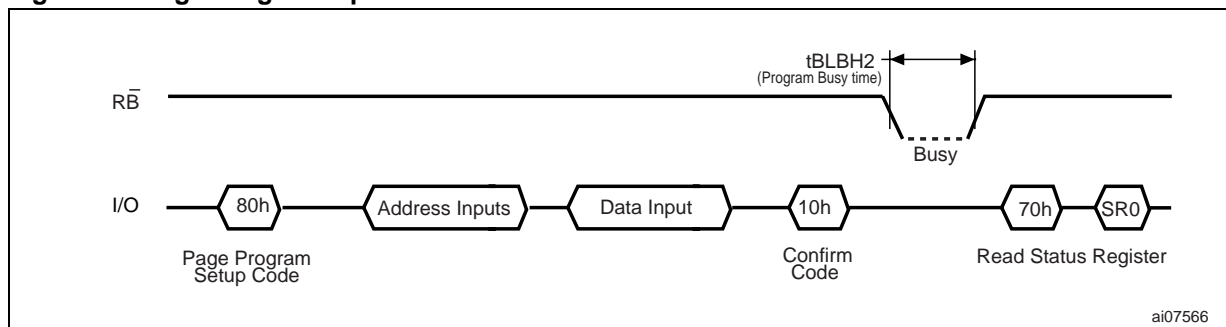 tBLBH2
(Program Busy time)
RB̅
Busy
I/O
80h
Address Inputs
Data Input
10h
70h
SR0
Page Program
Setup Code
Confirm
Code
Read Status Register
ai07566